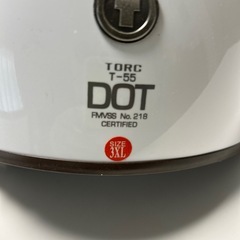 TORC
T-55
DOT
FMVSS No. 218
CERTIFIED
SIZE
3XL